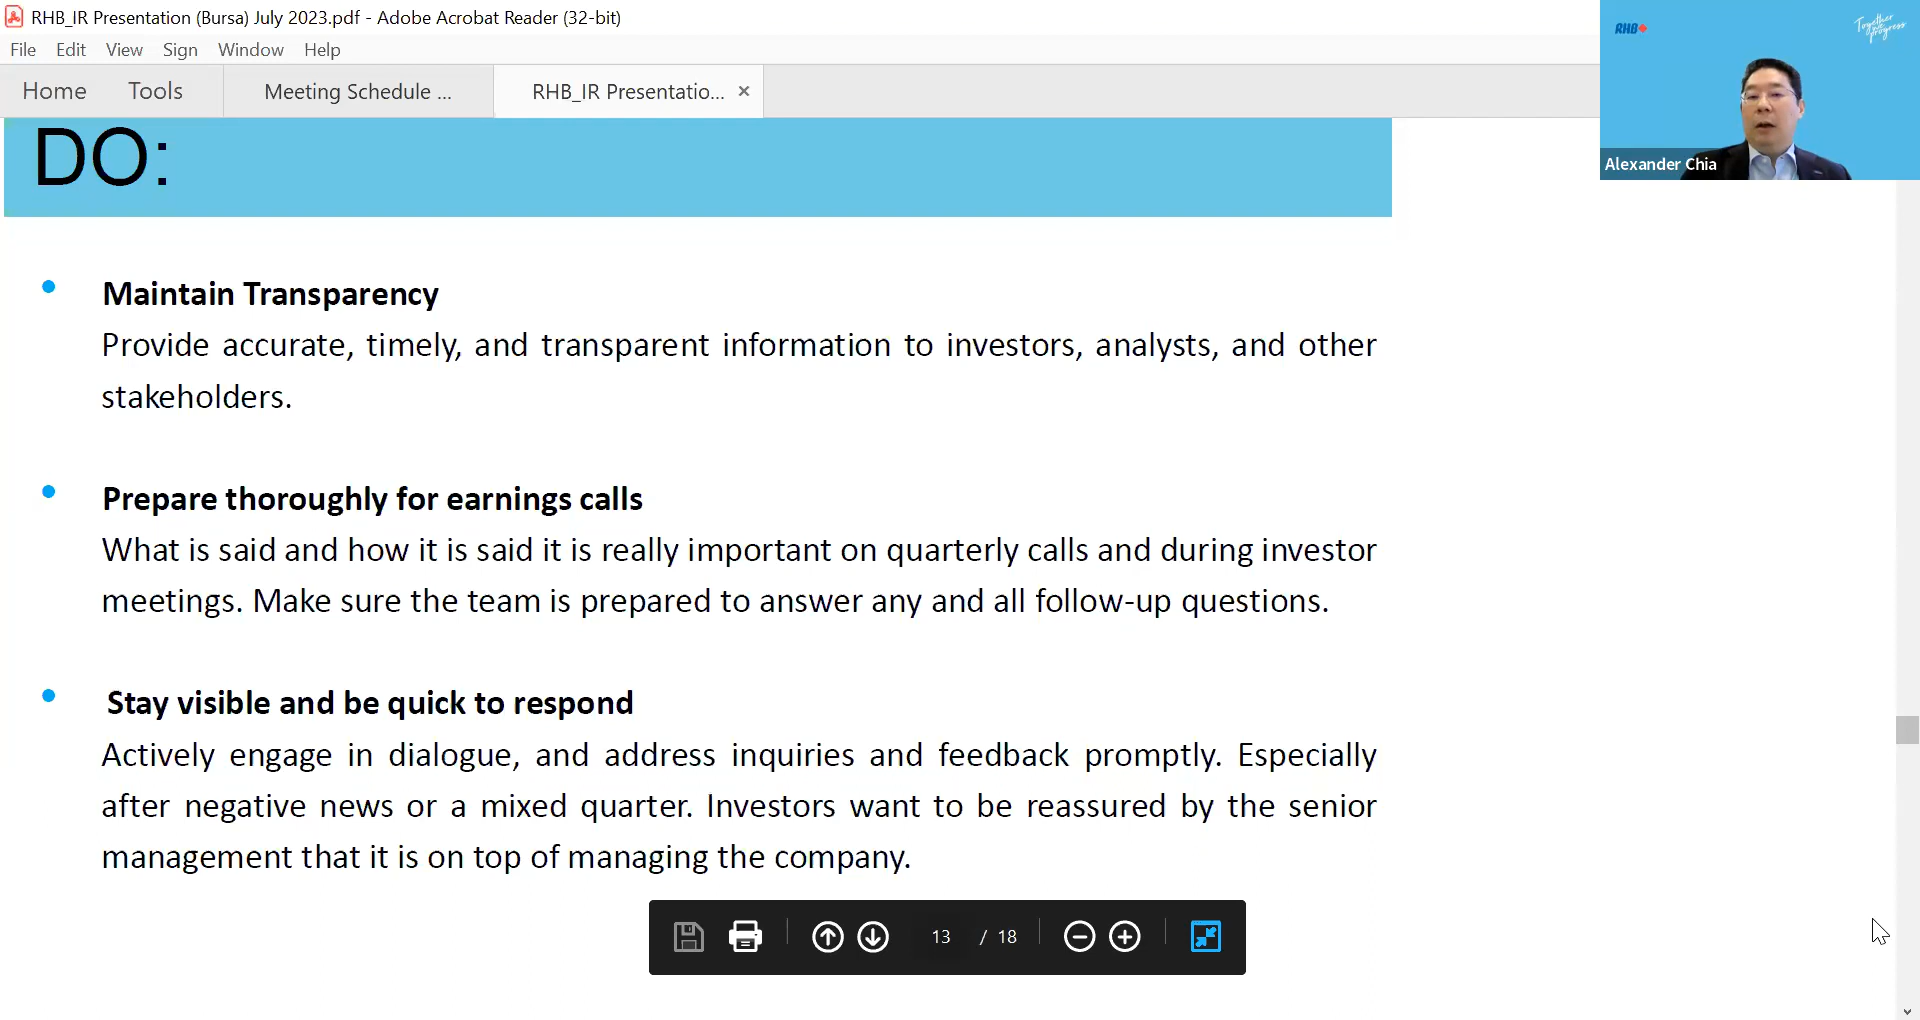 RHB_IR Presentation (Bursa) July 2023.pdf - Adobe Acrobat Reader (32-bit)
File Edit View Sign Window Help
Home Tools Meeting Schedule ... RHB_IR Presentatio... ×
RHB
Together we progress
Alexander Chia
DO:
• Maintain Transparency
Provide accurate, timely, and transparent information to investors, analysts, and other
stakeholders.
• Prepare thoroughly for earnings calls
What is said and how it is said it is really important on quarterly calls and during investor
meetings. Make sure the team is prepared to answer any and all follow-up questions.
• Stay visible and be quick to respond
Actively engage in dialogue, and address inquiries and feedback promptly. Especially
after negative news or a mixed quarter. Investors want to be reassured by the senior
management that it is on top of managing the company.
13 / 18